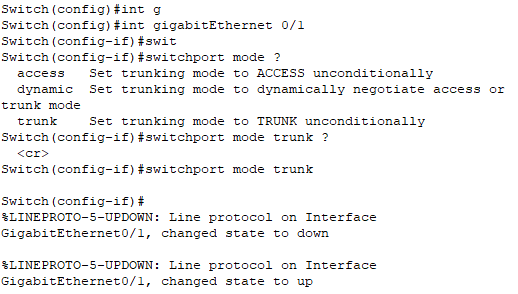 Switch(config)#int g
Switch(config)#int gigabitEthernet 0/1
Switch(config-if)#swit
Switch(config-if)#switchport mode ?
  access   Set trunking mode to ACCESS unconditionally
  dynamic  Set trunking mode to dynamically negotiate access or
trunk mode
  trunk    Set trunking mode to TRUNK unconditionally
Switch(config-if)#switchport mode trunk ?
  <cr>
Switch(config-if)#switchport mode trunk

Switch(config-if)#
%LINEPROTO-5-UPDOWN: Line protocol on Interface
GigabitEthernet0/1, changed state to down

%LINEPROTO-5-UPDOWN: Line protocol on Interface
GigabitEthernet0/1, changed state to up